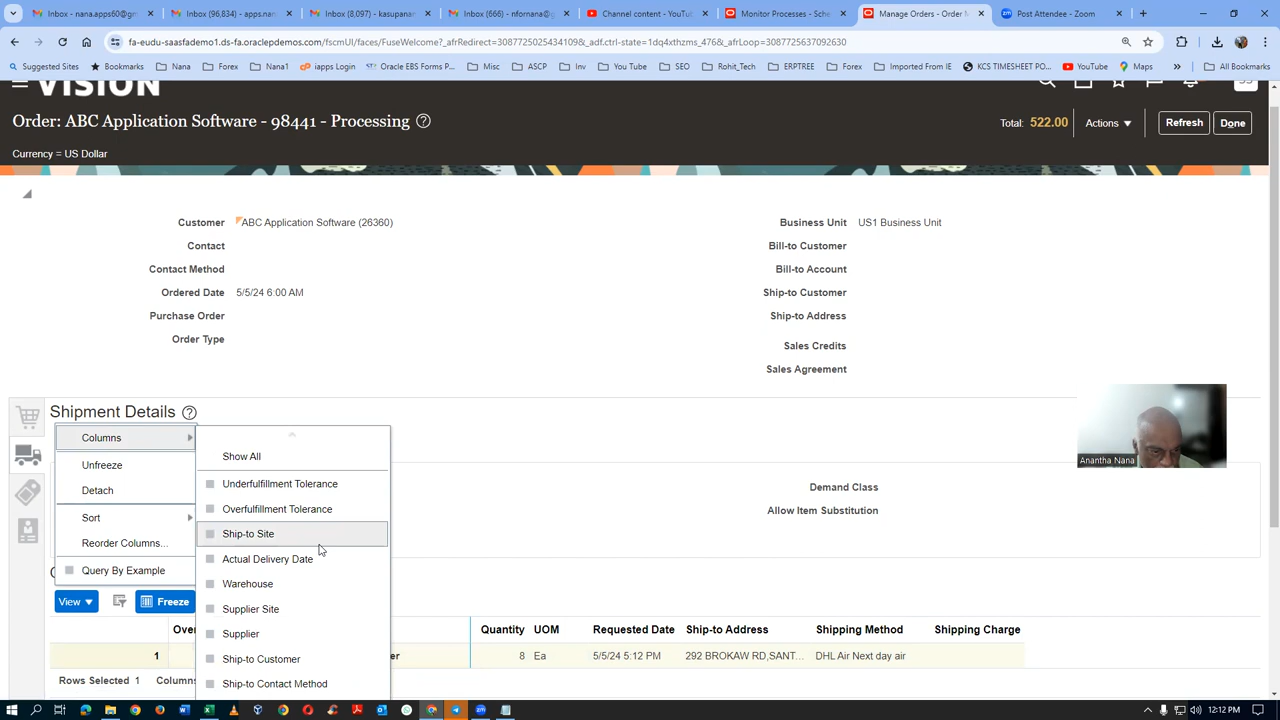 Inbox (46) - nana.apps60@gm
Inbox (96,834) - apps.nan
Inbox (8,097) - kasupanan
Inbox (666) - nfornana@g
Channel content - YouTu
Monitor Processes - Sche
Manage Orders - Order M
Post Attendee - Zoom
fa-eudu-saasfademo1.ds-fa.oraclepdemos.com/fscmUI/faces/FuseWelcome?_afrRedirect=3087725025434109&_adf.ctrl-state=1dq4xthzms_476&_afrLoop=3087725637092630
Suggested Sites
Bookmarks
Nana
Forex
Nana1
iapps Login
Oracle EBS Forms P...
Misc
ASCP
Inv
You Tube
SEO
Rohit_Tech
ERPTREE
Forex
Imported From IE
KCS TIMESHEET PO...
YouTube
Maps
»
All Bookmarks
VISION
Order: ABC Application Software - 98441 - Processing
Total: 522.00
Actions
Refresh
Done
Currency = US Dollar
Customer ABC Application Software (26360)
Contact
Contact Method
Ordered Date 5/5/24 6:00 AM
Purchase Order
Order Type
Business Unit US1 Business Unit
Bill-to Customer
Bill-to Account
Ship-to Customer
Ship-to Address
Sales Credits
Sales Agreement
Shipment Details
Columns
Unfreeze
Detach
Sort
Reorder Columns...
Query By Example
Show All
Underfulfillment Tolerance
Overfulfillment Tolerance
Ship-to Site
Actual Delivery Date
Warehouse
Supplier Site
Supplier
Ship-to Customer
Ship-to Contact Method
Demand Class
Allow Item Substitution
Anantha Nana
View
Freeze
Quantity UOM Requested Date Ship-to Address Shipping Method Shipping Charge
1 8 Ea 5/5/24 5:12 PM 292 BROKAW RD,SANT... DHL Air Next day air
Rows Selected 1
12:12 PM